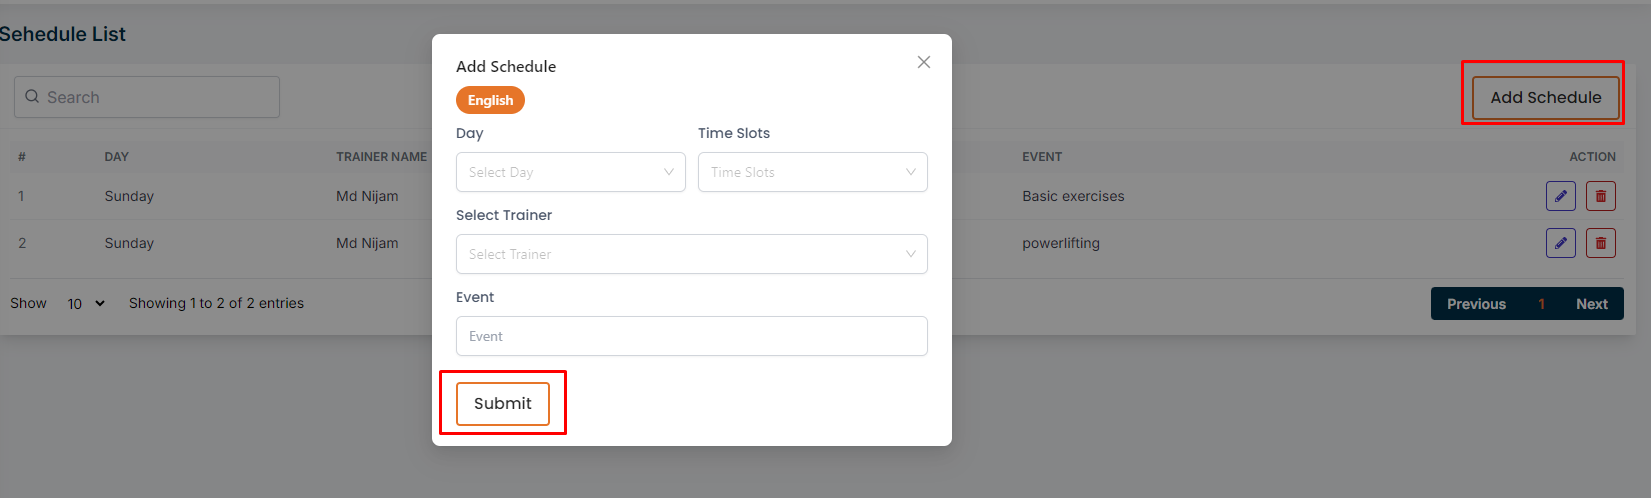 Sehedule List
Search
Add Schedule
# DAY TRAINER NAME EVENT ACTION
1 Sunday Md Nijam Basic exercises
2 Sunday Md Nijam powerlifting
Show 10 Showing 1 to 2 of 2 entries Previous 1 Next
Add Schedule
English
Day Time Slots
Select Day Time Slots
Select Trainer
Select Trainer
Event
Event
Submit